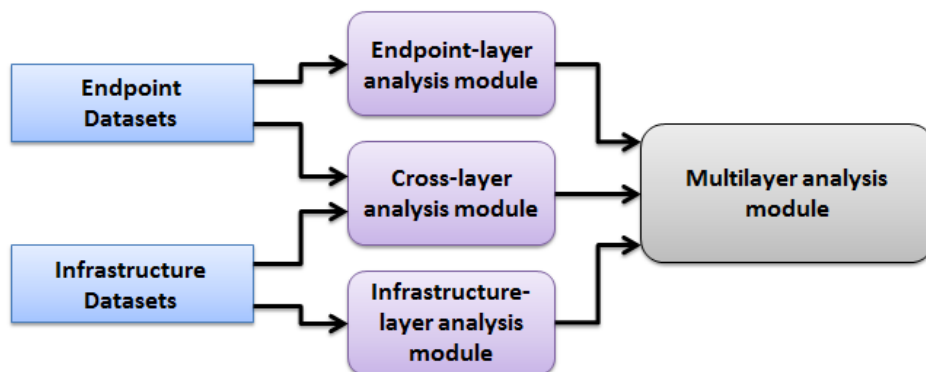 Endpoint
Datasets
Infrastructure
Datasets
Endpoint-layer
analysis module
Cross-layer
analysis module
Infrastructure-
layer analysis
module
Multilayer analysis
module